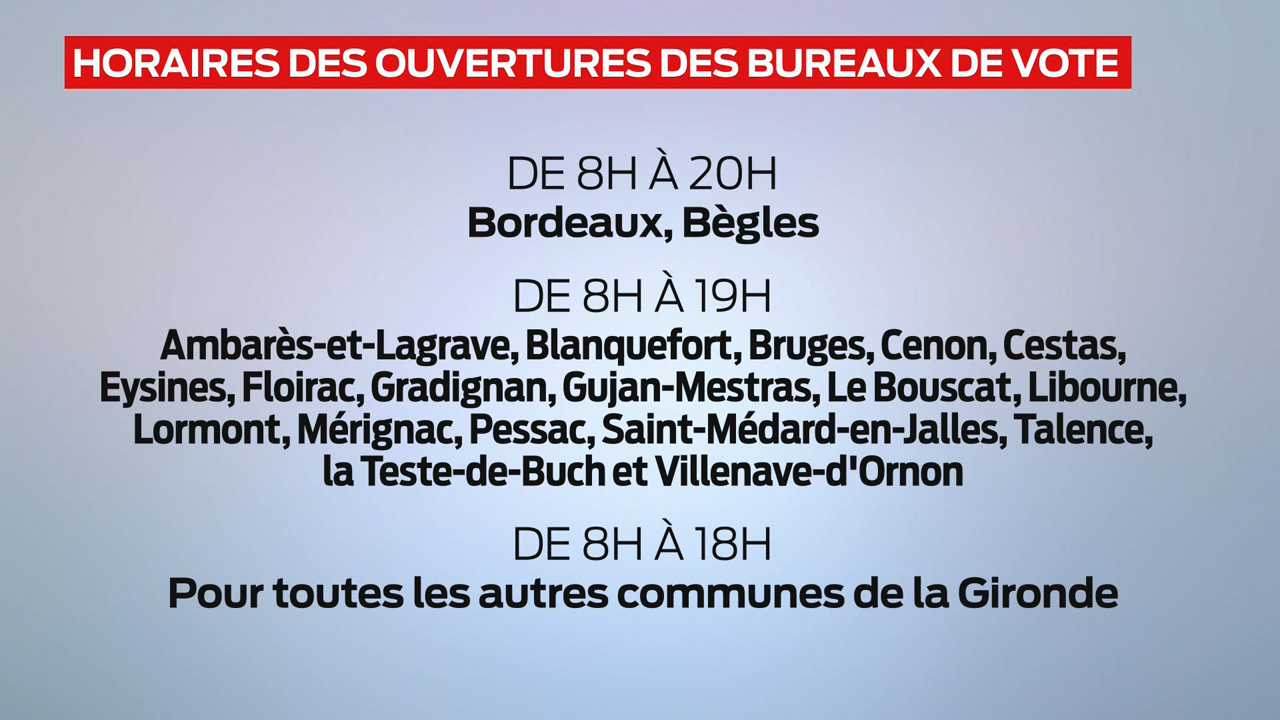 HORAIRES DES OUVERTURES DES BUREAUX DE VOTE
DE 8H À 20H
Bordeaux, Bègles
DE 8H À 19H
Ambarès-et-Lagrave, Blanquefort, Bruges, Cenon, Cestas,
Eysines, Floirac, Gradignan, Gujan-Mestras, Le Bouscat, Libourne,
Lormont, Mérignac, Pessac, Saint-Médard-en-Jalles, Talence,
la Teste-de-Buch et Villenave-d'Ornon
DE 8H À 18H
Pour toutes les autres communes de la Gironde